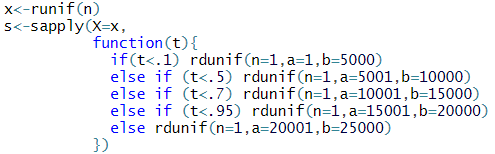 x<-runif(n)
s<-sapply(X=x,
function(t){
if(t<.1) rdunif(n=1,a=1,b=5000)
else if (t<.5) rdunif(n=1,a=5001,b=10000)
else if (t<.7) rdunif(n=1,a=10001,b=15000)
else if (t<.95) rdunif(n=1,a=15001,b=20000)
else rdunif(n=1,a=20001,b=25000)
})